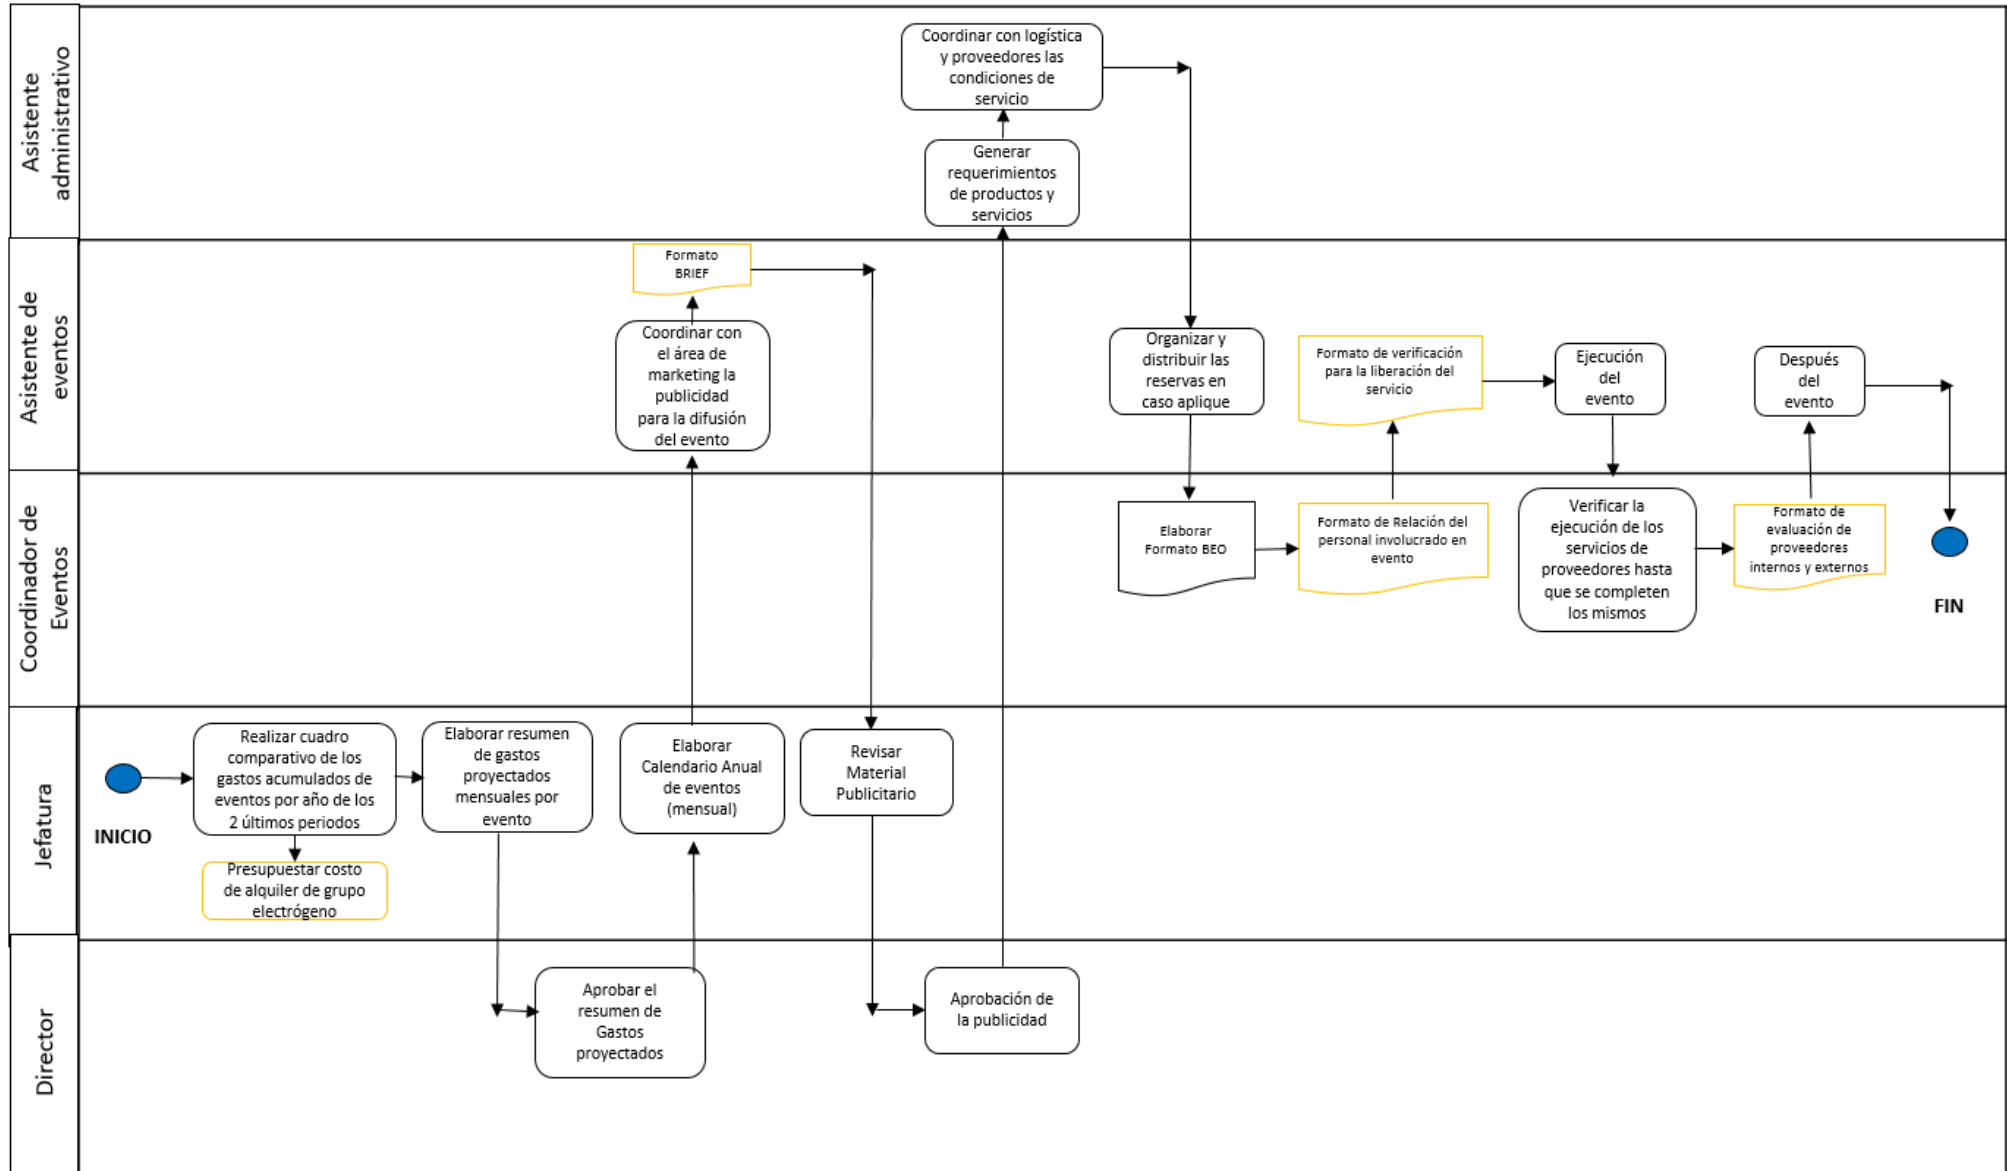 Asistente
administrativo
Coordinar con logística
y proveedores las
condiciones de
servicio
Generar
requerimientos
de productos y
servicios
Asistente de
eventos
Formato
BRIEF
Coordinar con
el área de
marketing la
publicidad
para la difusión
del evento
Organizar y
distribuir las
reservas en
caso aplique
Formato de verificación
para la liberación del
servicio
Ejecución
del
evento
Después
del
evento
Coordinador de
Eventos
Elaborar
Formato BEO
Formato de Relación del
personal involucrado en
evento
Verificar la
ejecución de los
servicios de
proveedores hasta
que se completen
los mismos
Formato de
evaluación de
proveedores
internos y externos
FIN
Jefatura
INICIO
Realizar cuadro
comparativo de los
gastos acumulados de
eventos por año de los
2 últimos periodos
Presupuestar costo
de alquiler de grupo
electrógeno
Elaborar resumen
de gastos
proyectados
mensuales por
evento
Elaborar
Calendario Anual
de eventos
(mensual)
Revisar
Material
Publicitario
Director
Aprobar el
resumen de
Gastos
proyectados
Aprobación de
la publicidad